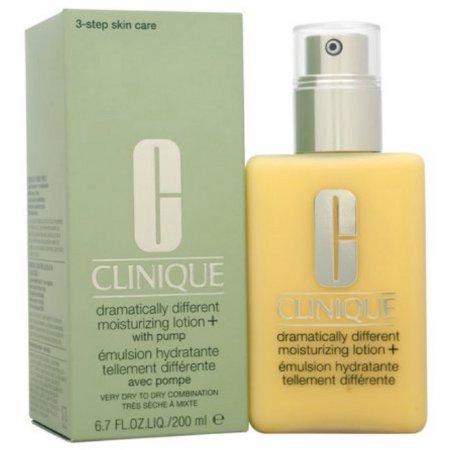 3-step skin care
C
CLINIQUE
dramatically different
moisturizing lotion+
with pump
émulsion hydratante
tellement différente
avec pompe
VERY DRY TO DRY COMBINATION
TRÈS SÈCHE À MIXTE
6.7 FL.OZ.LIQ./200 ml ℮
C
CLINIQUE
dramatically different
moisturizing lotion+
émulsion hydratante
tellement différente